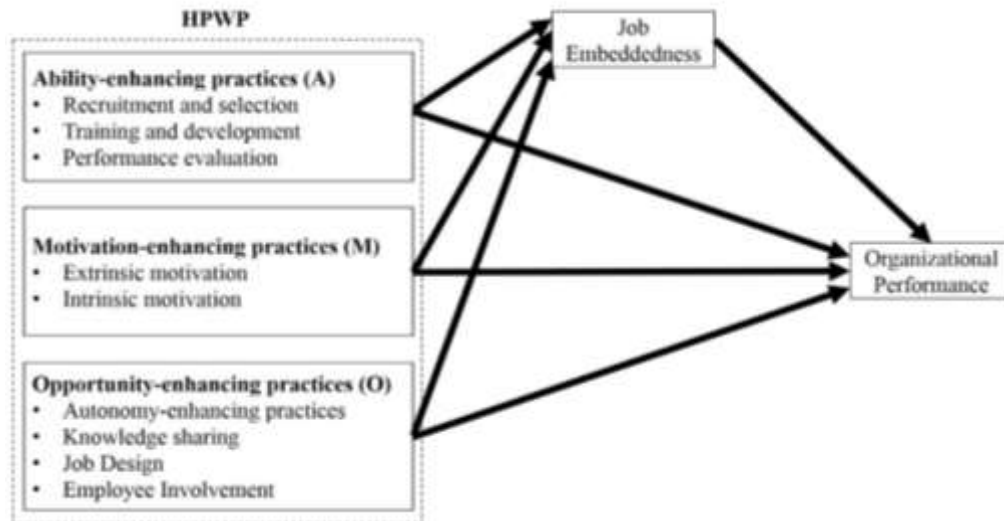 HPWP
Ability-enhancing practices (A)
• Recruitment and selection
• Training and development
• Performance evaluation
Motivation-enhancing practices (M)
• Extrinsic motivation
• Intrinsic motivation
Opportunity-enhancing practices (O)
• Autonomy-enhancing practices
• Knowledge sharing
• Job Design
• Employee Involvement
Job
Embeddedness
Organizational
Performance